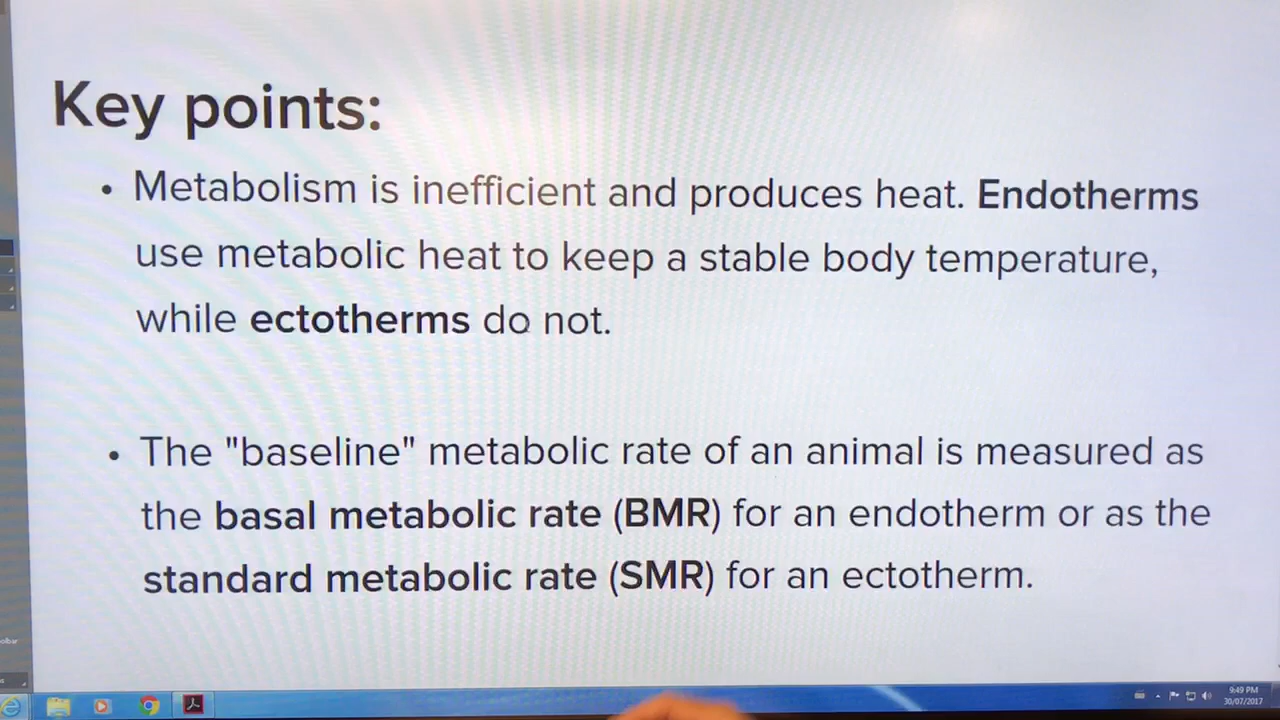 Key points:
• Metabolism is inefficient and produces heat. Endotherms
use metabolic heat to keep a stable body temperature,
while ectotherms do not.
• The "baseline" metabolic rate of an animal is measured as
the basal metabolic rate (BMR) for an endotherm or as the
standard metabolic rate (SMR) for an ectotherm.
olbar
s
9:49 PM
30/07/2017